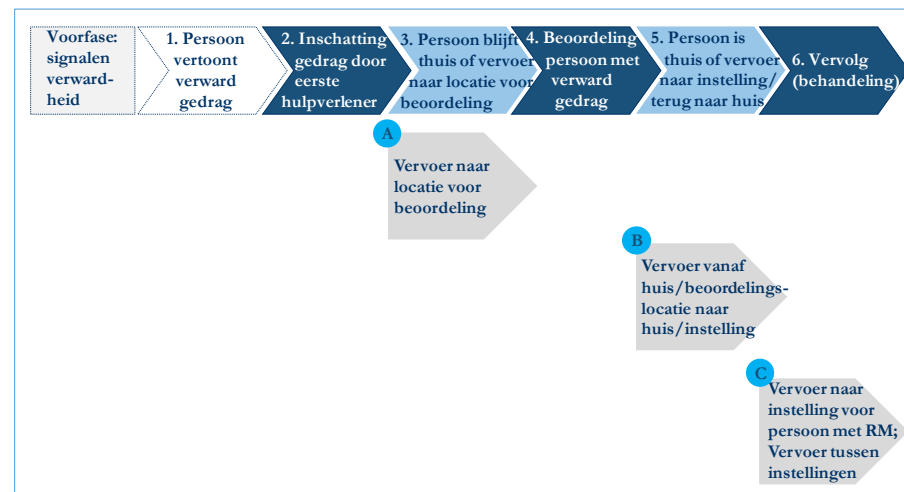 Voorfase:
signalen
verward-
heid
1. Persoon
vertoont
verward
gedrag
2. Inschatting
gedrag door
eerste
hulpverlener
3. Persoon blijft
thuis of vervoer
naar locatie voor
beoordeling
4. Beoordeling
persoon met
verward
gedrag
5. Persoon is
thuis of vervoer
naar instelling/
terug naar huis
6. Vervolg
(behandeling)
A
Vervoer naar
locatie voor
beoordeling
B
Vervoer vanaf
huis/beoordelings-
locatie naar
huis/instelling
C
Vervoer naar
instelling voor
persoon met RM;
Vervoer tussen
instellingen